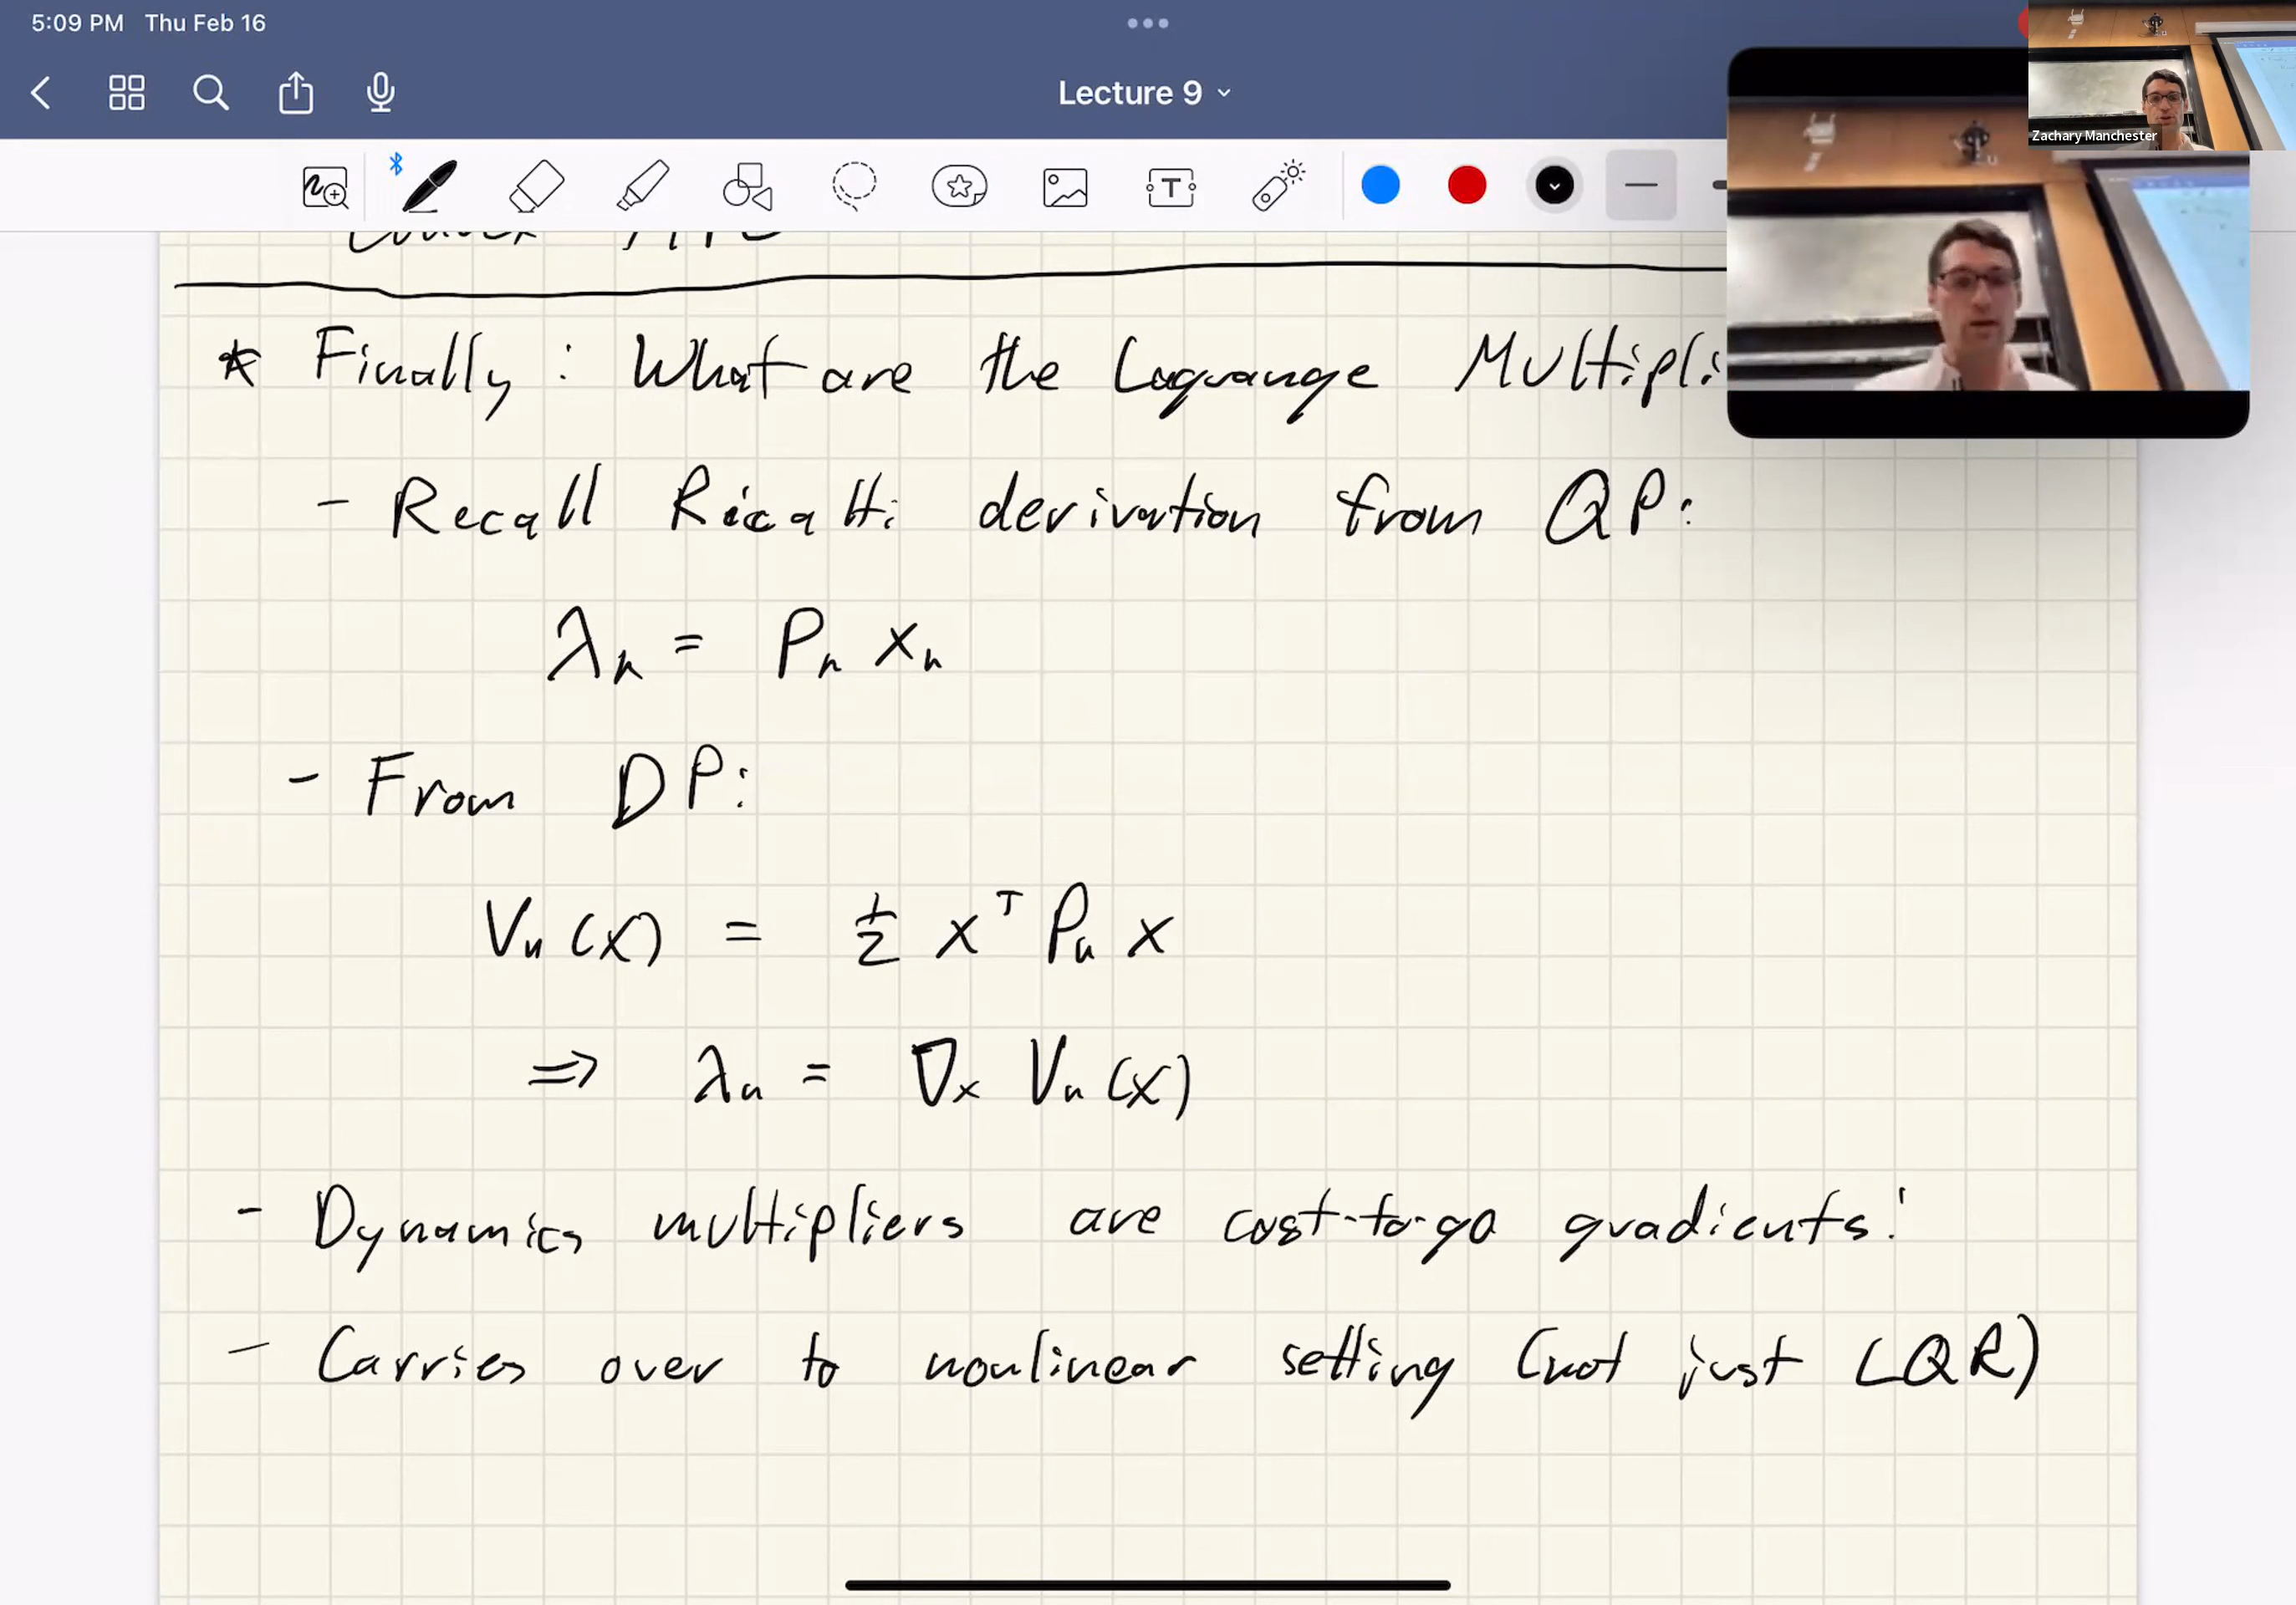 5:09 PM Thu Feb 16
Lecture 9
Zachary Manchester
* Finally: What are the Lagrange
- Recall Ricatti derivation from QP:
λₙ = Pₙ xₙ
- From DP:
Vₙ(x) = ½ xᵀ Pₙ x
⇒ λₙ = ∇ₓ Vₙ(x)
- Dynamics multipliers are cost-to-go gradients!
- Carries over to nonlinear setting (not just LQR)